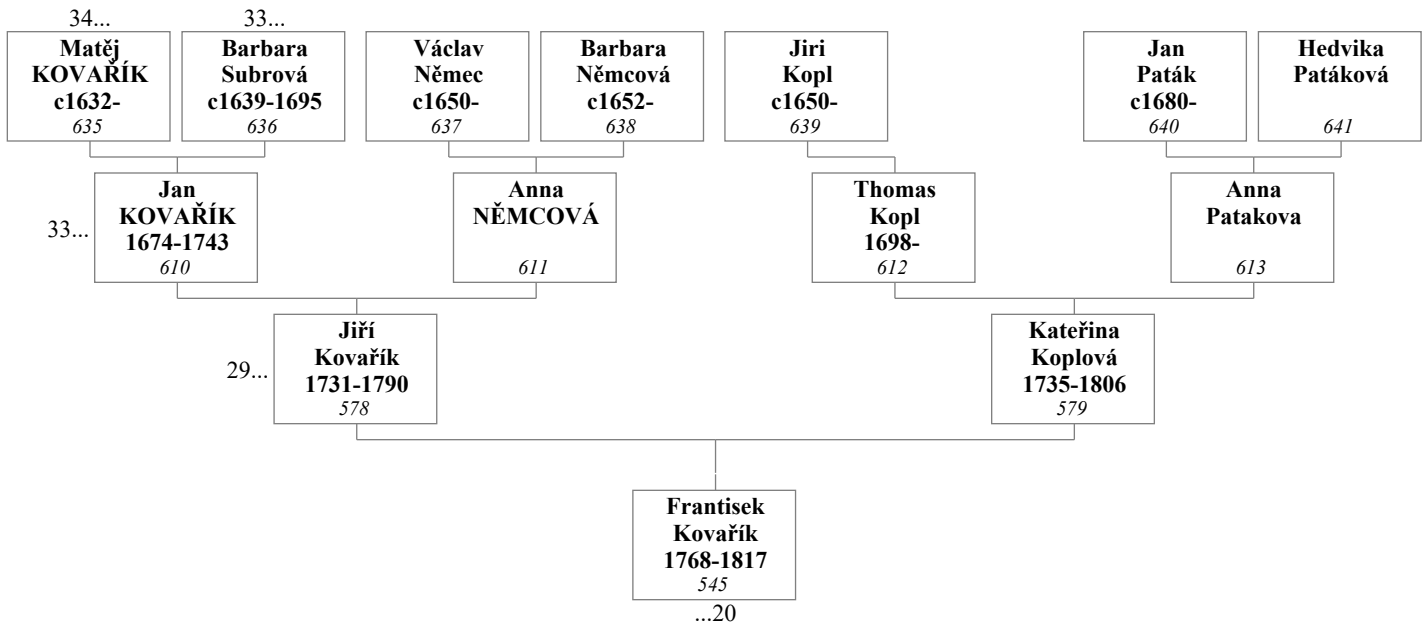 34...
33...
Matěj
KOVAŘÍK
c1632-
635
Barbara
Subrová
c1639-1695
636
Václav
Němec
c1650-
637
Barbara
Němcová
c1652-
638
Jiri
Kopl
c1650-
639
Jan
Paták
c1680-
640
Hedvika
Patáková
641
33...
Jan
KOVAŘÍK
1674-1743
610
Anna
NĚMCOVÁ
611
Thomas
Kopl
1698-
612
Anna
Patakova
613
29...
Jiří
Kovařík
1731-1790
578
Kateřina
Koplová
1735-1806
579
Frantisek
Kovařík
1768-1817
545
...20